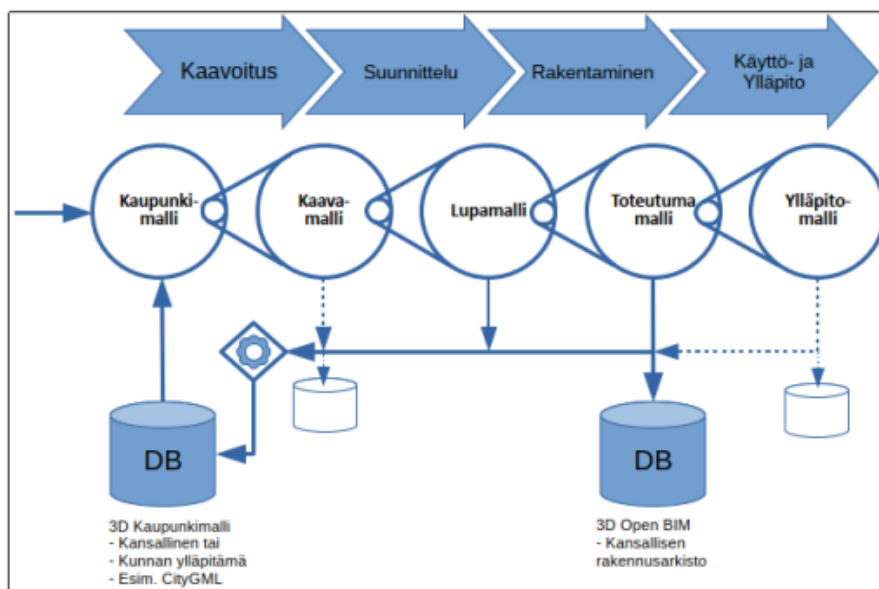 Kaavoitus
Suunnittelu
Rakentaminen
Käyttö- ja
Ylläpito
Kaupunki-
malli
Kaava-
malli
Lupamalli
Toteutuma
malli
Ylläpito-
malli
DB
DB
3D Kaupunkimalli
- Kansallinen tai
- Kunnan ylläpitämä
- Esim. CityGML
3D Open BIM
- Kansallisen
rakennusarkisto